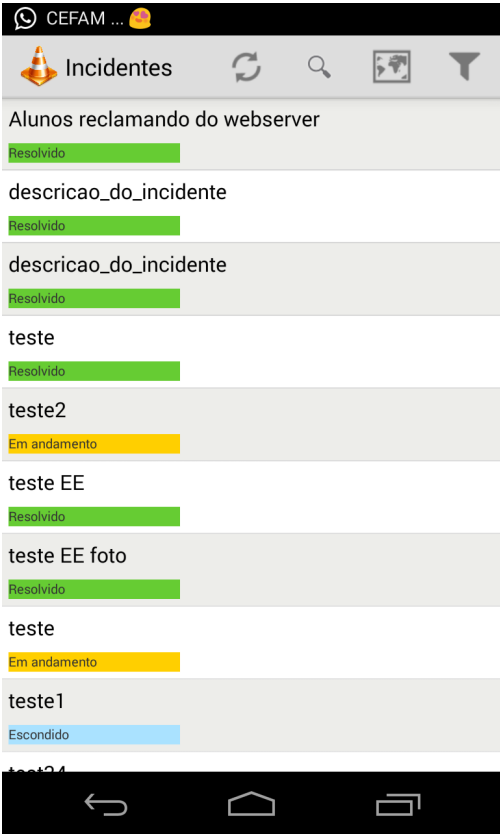 CEFAM ... 😍
Incidentes
Alunos reclamando do webserver
Resolvido
descricao_do_incidente
Resolvido
descricao_do_incidente
Resolvido
teste
Resolvido
teste2
Em andamento
teste EE
Resolvido
teste EE foto
Resolvido
teste
Em andamento
teste1
Escondido